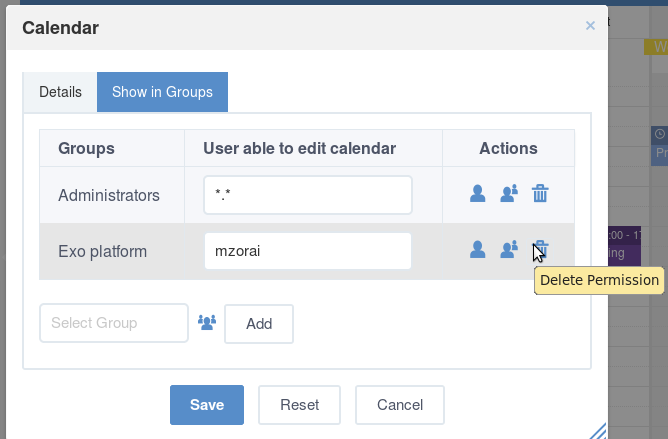 Calendar
×
Details
Show in Groups
Groups
User able to edit calendar
Actions
Administrators
*.*
Exo platform
mzorai
Delete Permission
Select Group
Add
Save
Reset
Cancel